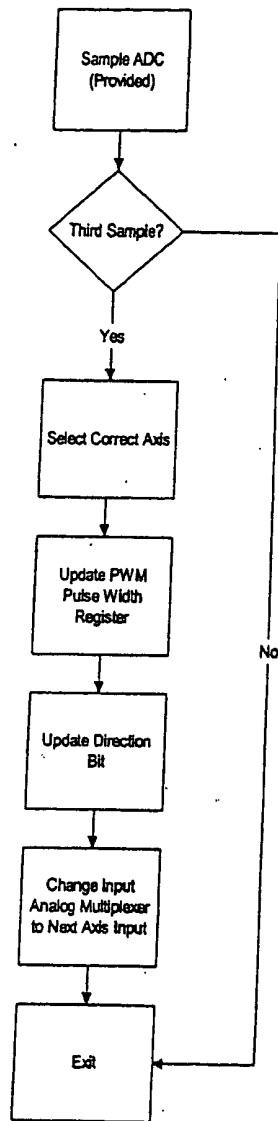 Sample ADC
(Provided)
Third Sample?
Yes
Select Correct Axis
Update PWM
Pulse Width
Register
No
Update Direction
Bit
Change Input
Analog Multiplexer
to Next Axis Input
Exit